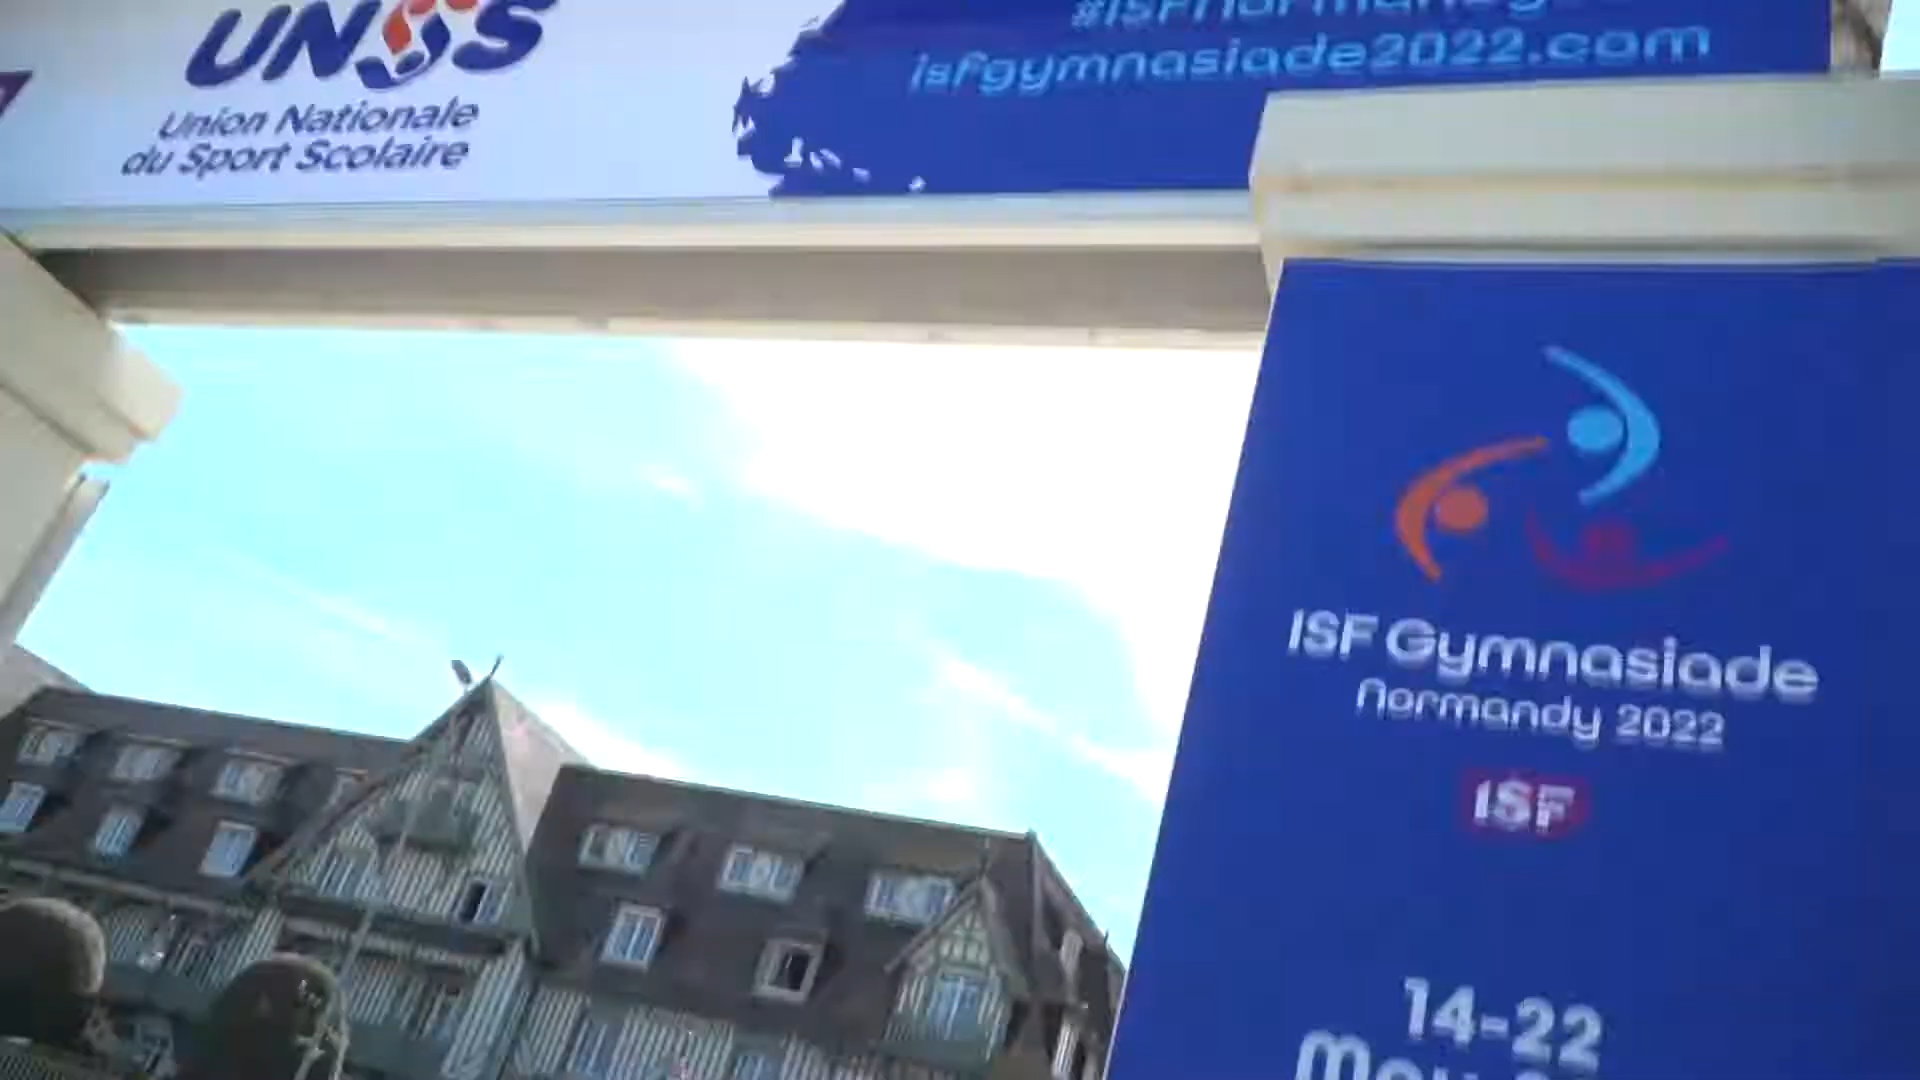 UNSS
Union Nationale
du Sport Scolaire
isfgymnasiade2022.com
ISF Gymnasiade
Normandy 2022
ISF
14-22